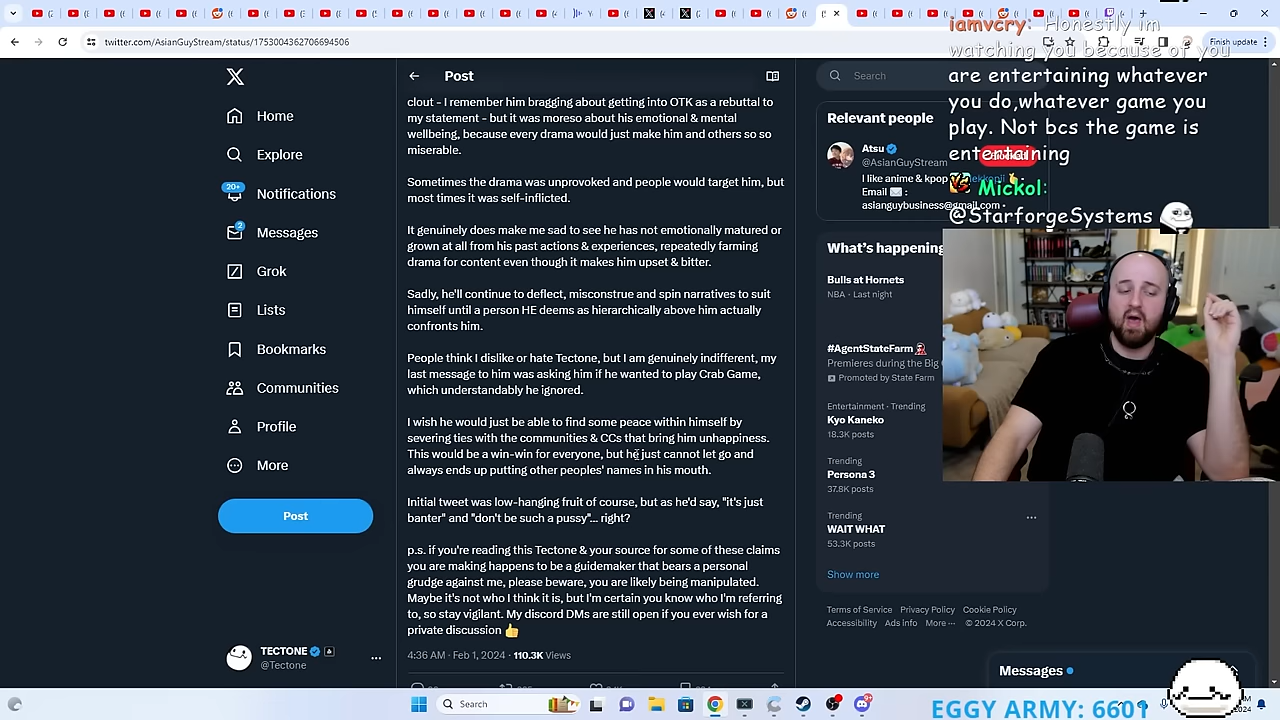 twitter.com/AsianGuyStream/status/1753004362706694506
Finish update
Home
Explore
20+
Notifications
2
Messages
Grok
Lists
Bookmarks
Communities
Profile
More
Post
TECTONE
@Tectone
Post
clout - I remember him bragging about getting into OTK as a rebuttal to
my statement - but it was moreso about his emotional & mental
wellbeing, because every drama would just make him and others so so
miserable.
Sometimes the drama was unprovoked and people would target him, but
most times it was self-inflicted.
It genuinely does make me sad to see he has not emotionally matured or
grown at all from his past actions & experiences, repeatedly farming
drama for content even though it makes him upset & bitter.
Sadly, he'll continue to deflect, misconstrue and spin narratives to suit
himself until a person HE deems as hierarchically above him actually
confronts him.
People think I dislike or hate Tectone, but I am genuinely indifferent, my
last message to him was asking him if he wanted to play Crab Game,
which understandably he ignored.
I wish he would just be able to find some peace within himself by
severing ties with the communities & CCs that bring him unhappiness.
This would be a win-win for everyone, but he just cannot let go and
always ends up putting other peoples' names in his mouth.
Initial tweet was low-hanging fruit of course, but as he'd say, "it's just
banter" and "don't be such a pussy"... right?
p.s. if you're reading this Tectone & your source for some of these claims
you are making happens to be a guidemaker that bears a personal
grudge against me, please beware, you are likely being manipulated.
Maybe it's not who I think it is, but I'm certain you know who I'm referring
to, so stay vigilant. My discord DMs are still open if you ever wish for a
private discussion 👍
4:36 AM · Feb 1, 2024 · 110.3K Views
Search
Relevant people
Atsu
@AsianGuyStream
I like anime & kpop
Email ✉️ :
asianguybusiness@gmail.com
What's happening
Bulls at Hornets
NBA · Last night
#AgentStateFarm
Premieres during the Big
Promoted by State Farm
Entertainment · Trending
Kyo Kaneko
18.3K posts
Trending
Persona 3
37.8K posts
Trending
WAIT WHAT
53.3K posts
Show more
Terms of Service Privacy Policy Cookie Policy
Accessibility Ads info More ··· © 2024 X Corp.
Messages
iamvcry: Honestly im
watching you because of you
are entertaining whatever
you do,whatever game you
play. Not bcs the game is
entertaining
VS Mickol:
@StarforgeSystems
Search
EGGY ARMY: 6601